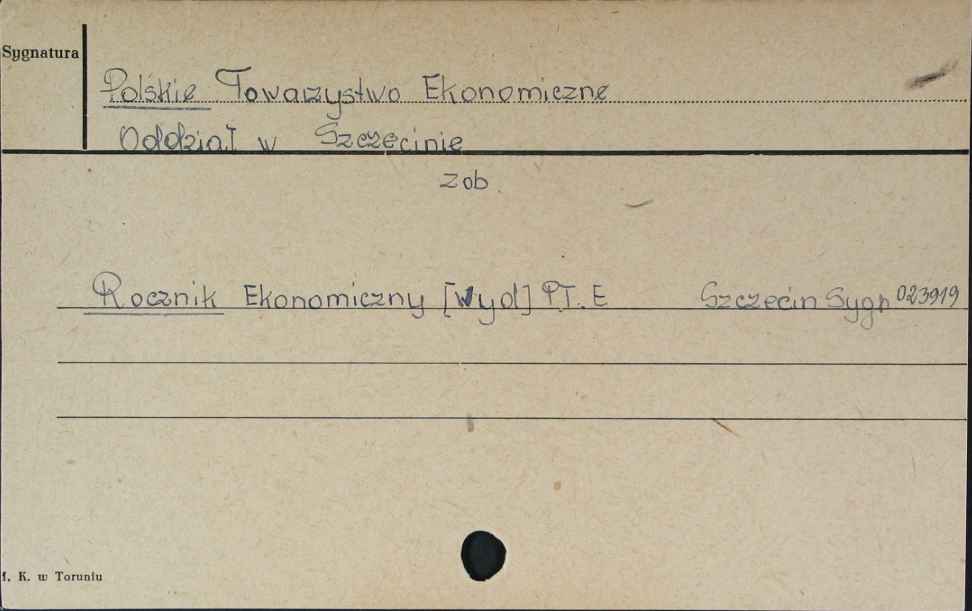 Sygnatura
Polskie Towarzystwo Ekonomiczne
Oddział w Szczecinie
zob.
Rocznik Ekonomiczny [wyd] P.T.E Szczecin Sygn 023919
K. w Toruniu